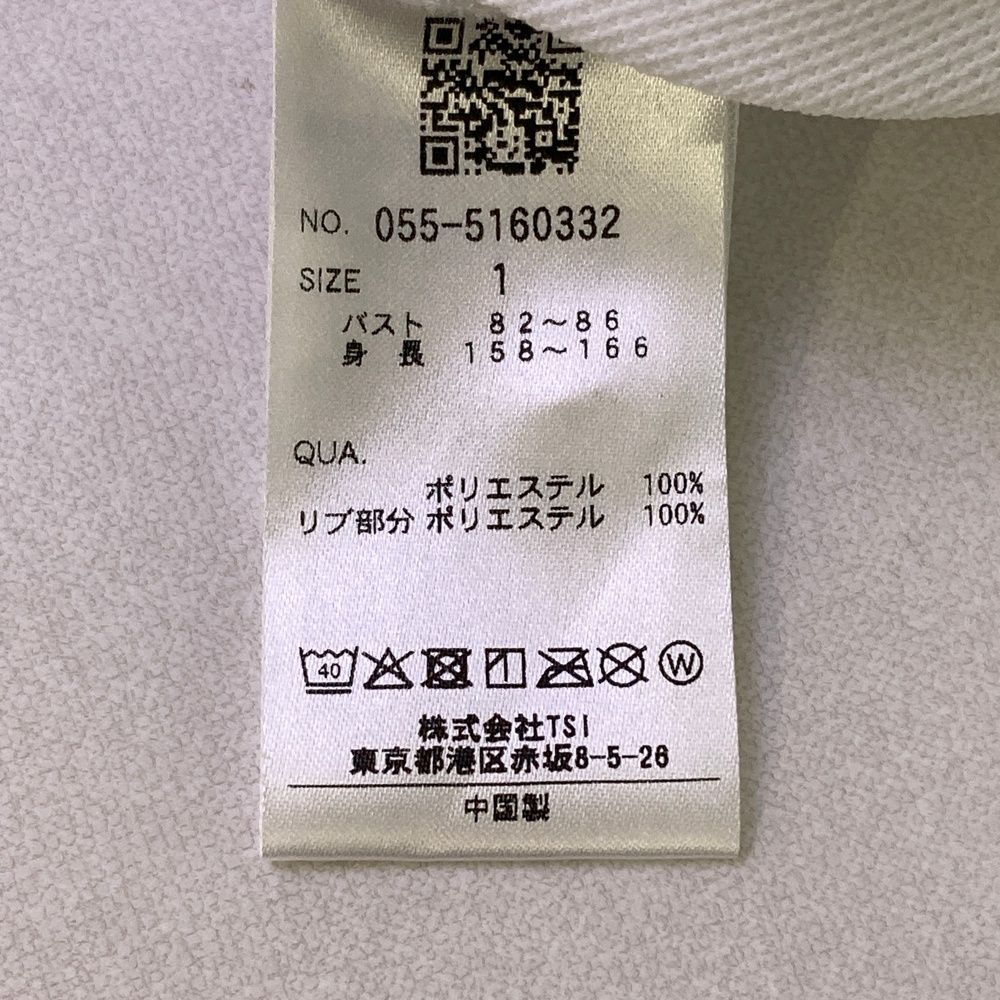 NO. 055-5160332
SIZE 1
バスト 82～86
身長 158～166
QUA.
ポリエステル 100%
リブ部分 ポリエステル 100%
40 W
株式会社TSI
東京都港区赤坂8-5-26
中国製